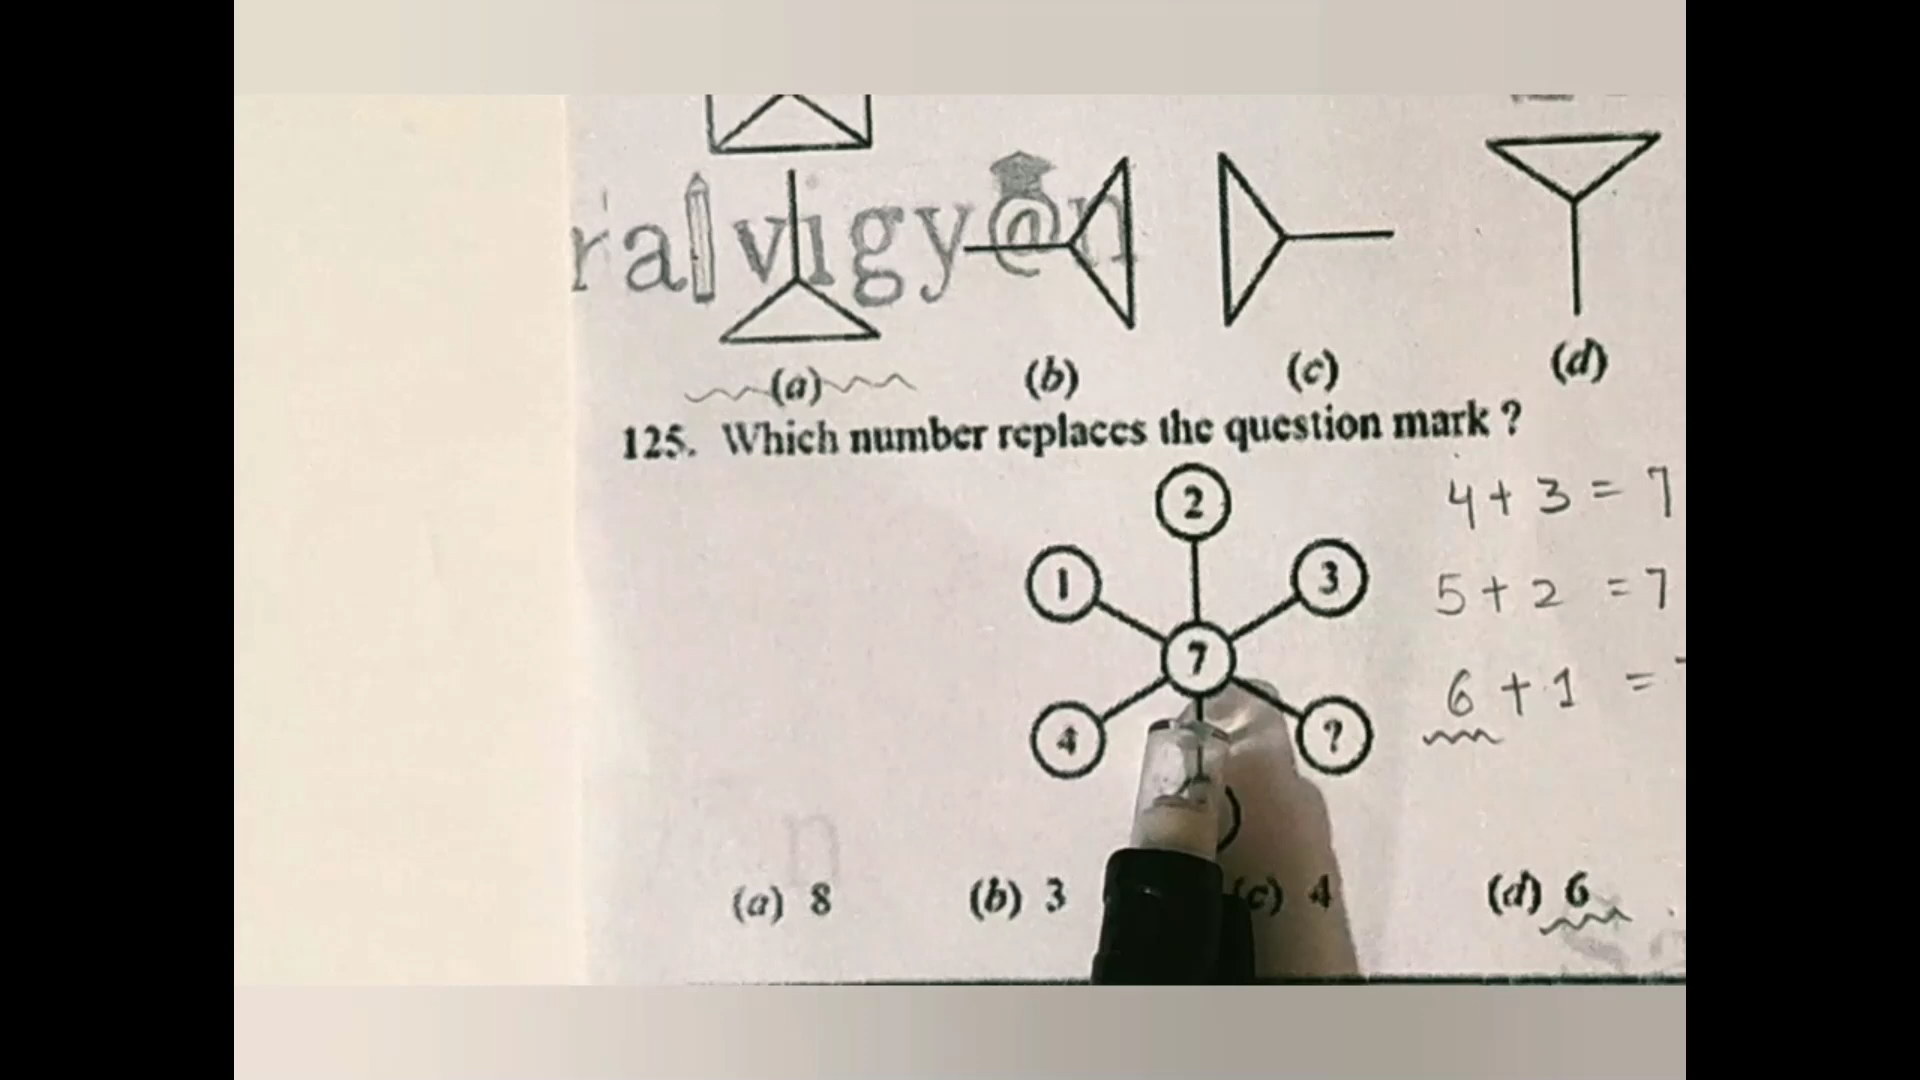 ralvigy@n
(a) (b) (c) (d)
125. Which number replaces the question mark ?
2
1 3
7
4 ?
4 + 3 = 7
5 + 2 = 7
6 + 1 =
(a) 8 (b) 3 (c) 4 (d) 6